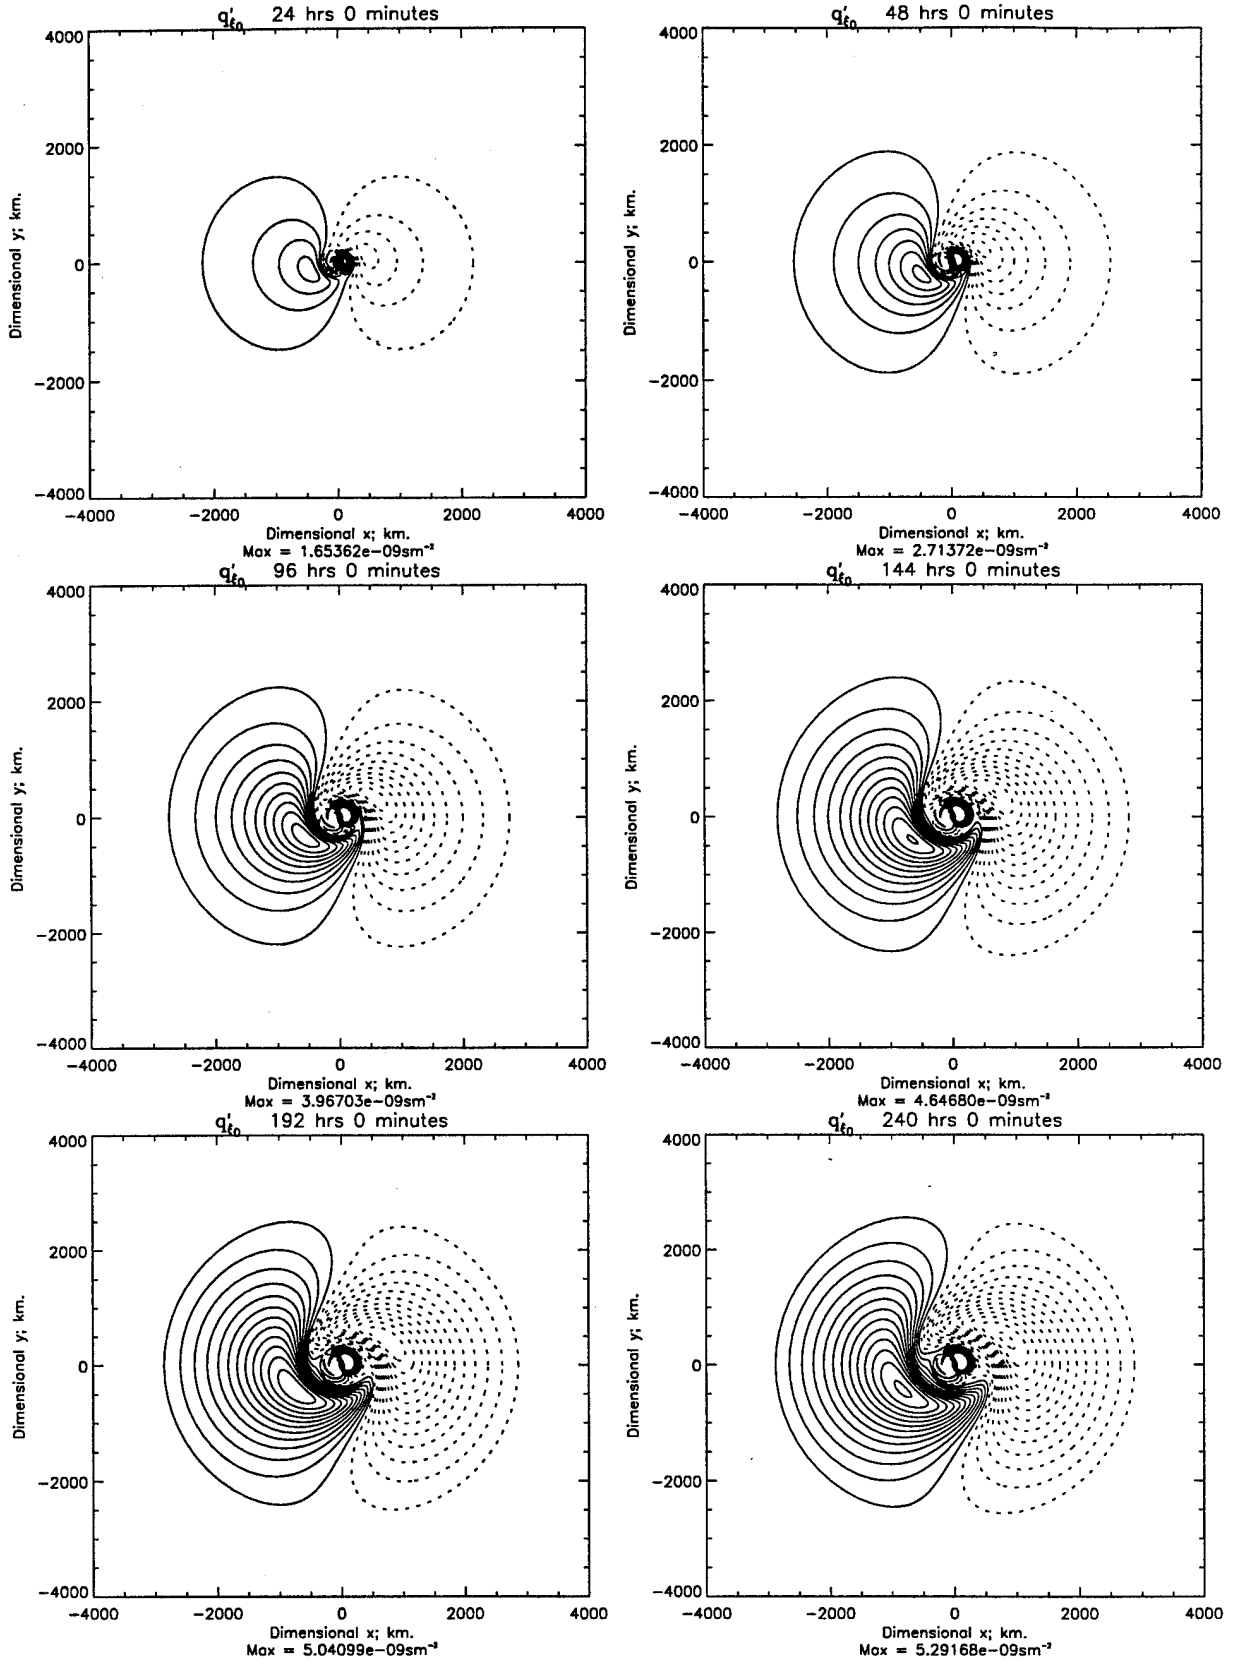 q'ξ0 24 hrs 0 minutes
4000
2000
0
−2000
−4000
Dimensional y; km.
−4000 −2000 0 2000 4000
Dimensional x; km.
Max = 1.65362e−09sm⁻²
q'ξ0 48 hrs 0 minutes
4000
2000
0
−2000
−4000
Dimensional y; km.
−4000 −2000 0 2000 4000
Dimensional x; km.
Max = 2.71372e−09sm⁻²
q'ξ0 96 hrs 0 minutes
4000
2000
0
−2000
−4000
Dimensional y; km.
−4000 −2000 0 2000 4000
Dimensional x; km.
Max = 3.96703e−09sm⁻²
q'ξ0 144 hrs 0 minutes
4000
2000
0
−2000
−4000
Dimensional y; km.
−4000 −2000 0 2000 4000
Dimensional x; km.
Max = 4.64680e−09sm⁻²
q'ξ0 192 hrs 0 minutes
4000
2000
0
−2000
−4000
Dimensional y; km.
−4000 −2000 0 2000 4000
Dimensional x; km.
Max = 5.04099e−09sm⁻²
q'ξ0 240 hrs 0 minutes
4000
2000
0
−2000
−4000
Dimensional y; km.
−4000 −2000 0 2000 4000
Dimensional x; km.
Max = 5.29168e−09sm⁻²